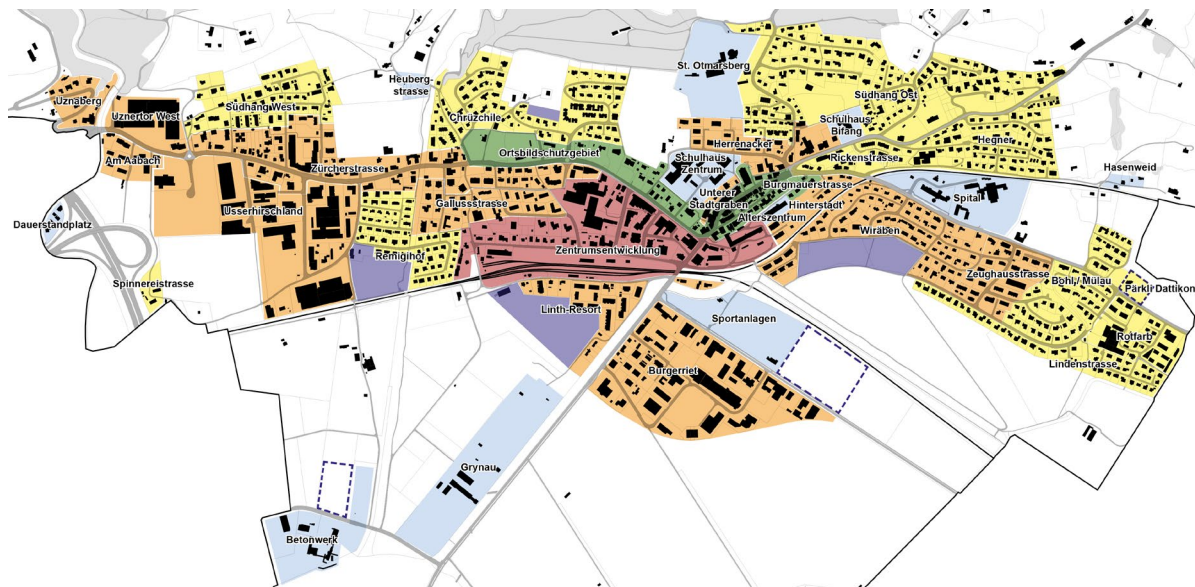 St. Otmarsberg
Heuberg-
strasse
Uznaberg
Uznertor West
Südhang West
Südhang Ost
Chrüzchile
Schulhaus
Bifang
Herrenacker
Hegner
Am Aabach
Ortsbildschutzgebiet
Rickenstrasse
Zürcherstrasse
Schulhaus
Zentrum
Hasenweid
Burgmauerstrasse
Unterer
Stadtgraben
Spital
Gallusstrasse
Hinterstadt
Usserhirschland
Alterszentrum
Dauerstandplatz
Wiräben
Zentrumsentwicklung
Remigihof
Zeughausstrasse
Spinnereistrasse
Bohl / Mülau
Pärkli Dattikon
Linth-Resort
Sportanlagen
Rotfarb
Lindenstrasse
Burgerriet
Grynau
Betonwerk